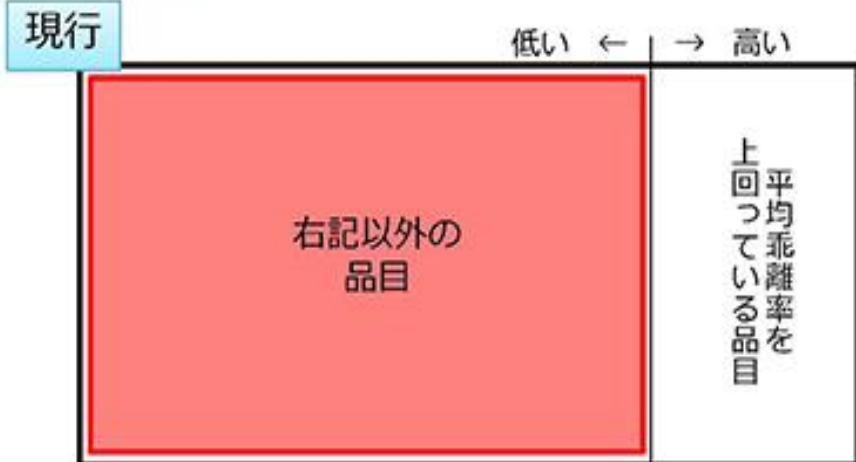 現行
低い ← | → 高い
右記以外の
品目
平均乖離率を
上回っている品目